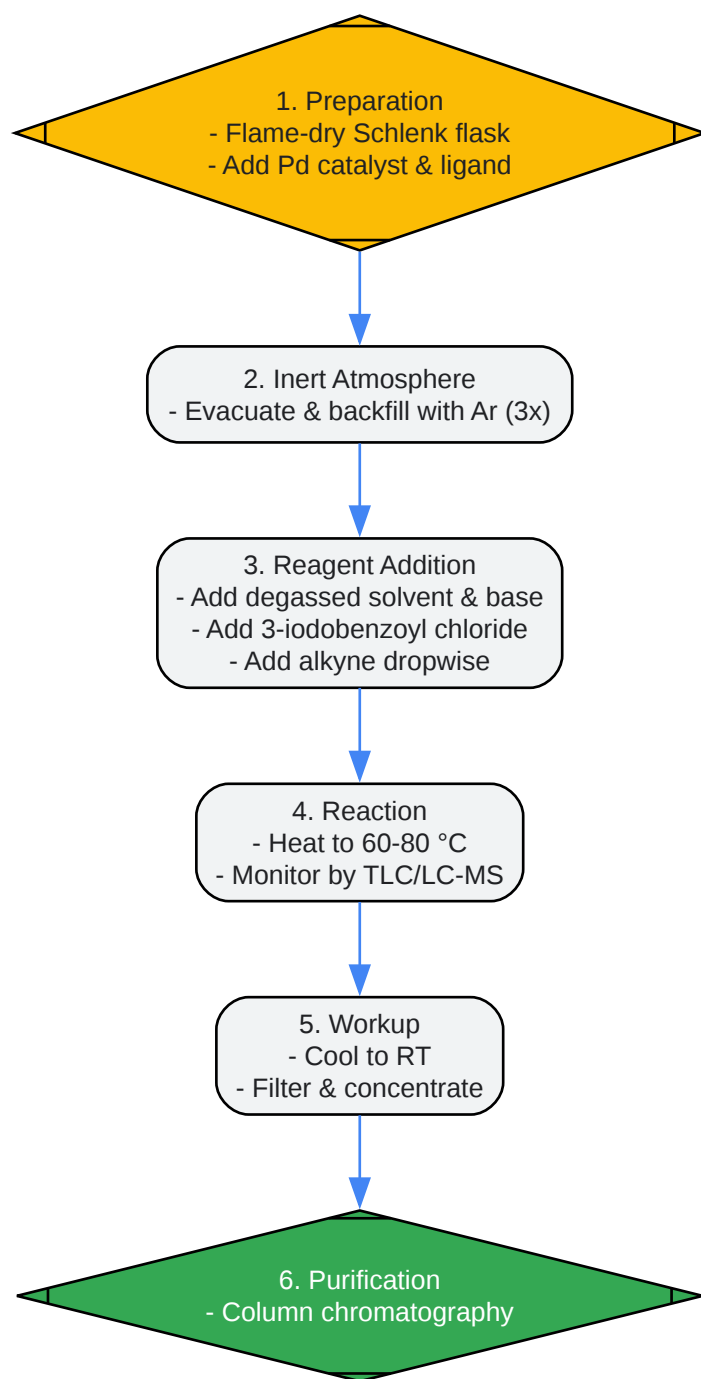 1. Preparation
- Flame-dry Schlenk flask
- Add Pd catalyst & ligand
2. Inert Atmosphere
- Evacuate & backfill with Ar (3x)
3. Reagent Addition
- Add degassed solvent & base
- Add 3-iodobenzoyl chloride
- Add alkyne dropwise
4. Reaction
- Heat to 60-80 °C
- Monitor by TLC/LC-MS
5. Workup
- Cool to RT
- Filter & concentrate
6. Purification
- Column chromatography